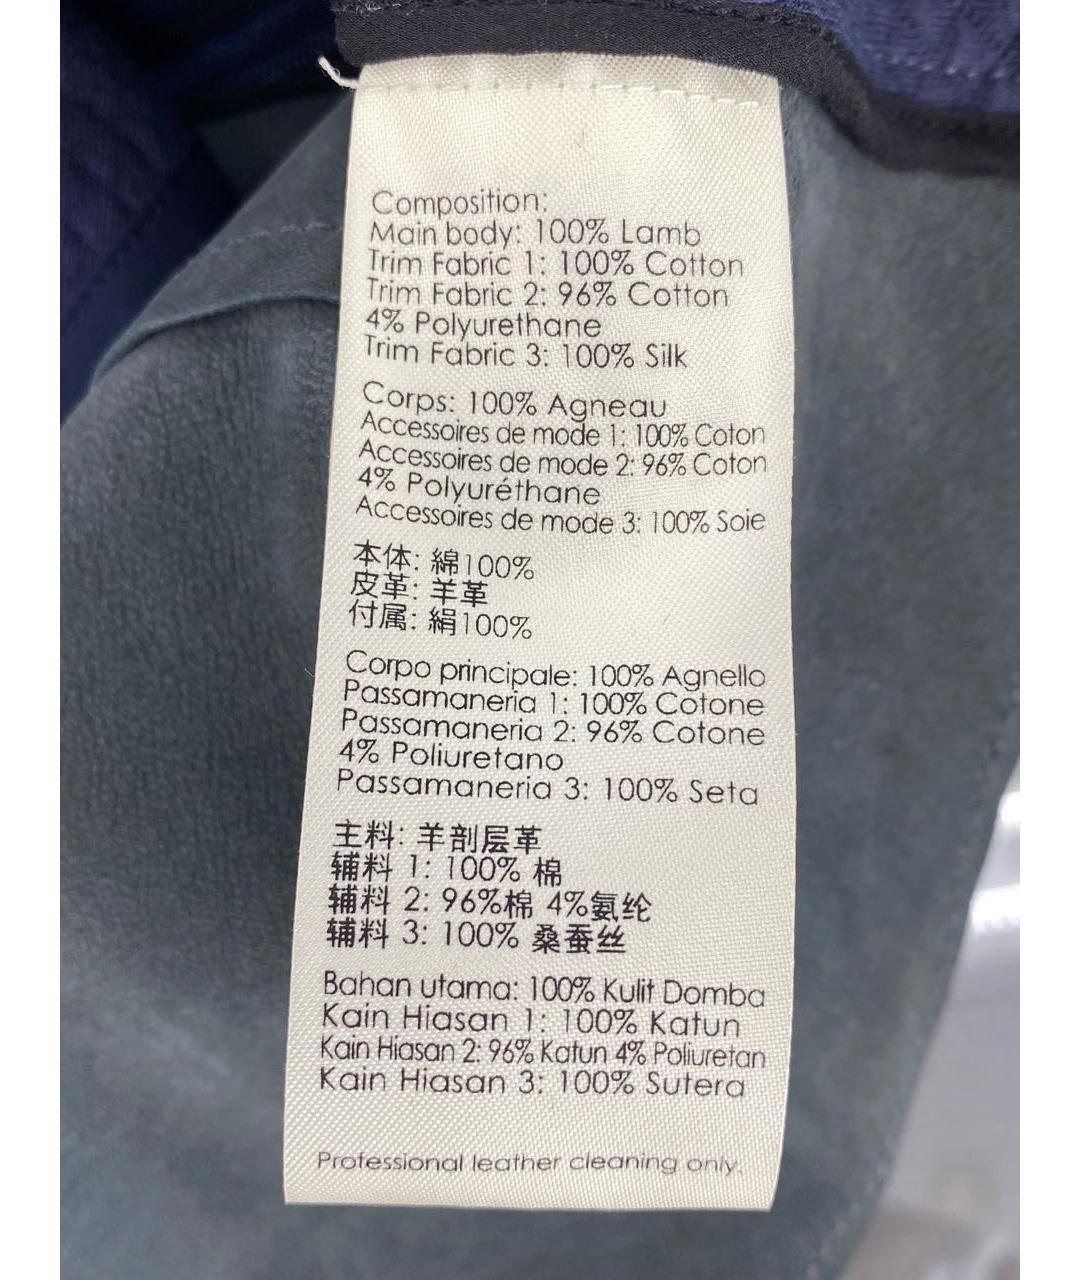 Composition:
Main body: 100% Lamb
Trim Fabric 1: 100% Cotton
Trim Fabric 2: 96% Cotton
4% Polyurethane
Trim Fabric 3: 100% Silk
Corps: 100% Agneau
Accessoires de mode 1: 100% Coton
Accessoires de mode 2: 96% Coton
4% Polyuréthane
Accessoires de mode 3: 100% Soie
本体: 綿100%
皮革: 羊革
付属: 絹100%
Corpo principale: 100% Agnello
Passamaneria 1: 100% Cotone
Passamaneria 2: 96% Cotone
4% Poliuretano
Passamaneria 3: 100% Seta
主料: 羊剖层革
辅料 1: 100% 棉
辅料 2: 96%棉 4%氨纶
辅料 3: 100% 桑蚕丝
Bahan utama: 100% Kulit Domba
Kain Hiasan 1: 100% Katun
Kain Hiasan 2: 96% Katun 4% Poliuretan
Kain Hiasan 3: 100% Sutera
Professional leather cleaning only.